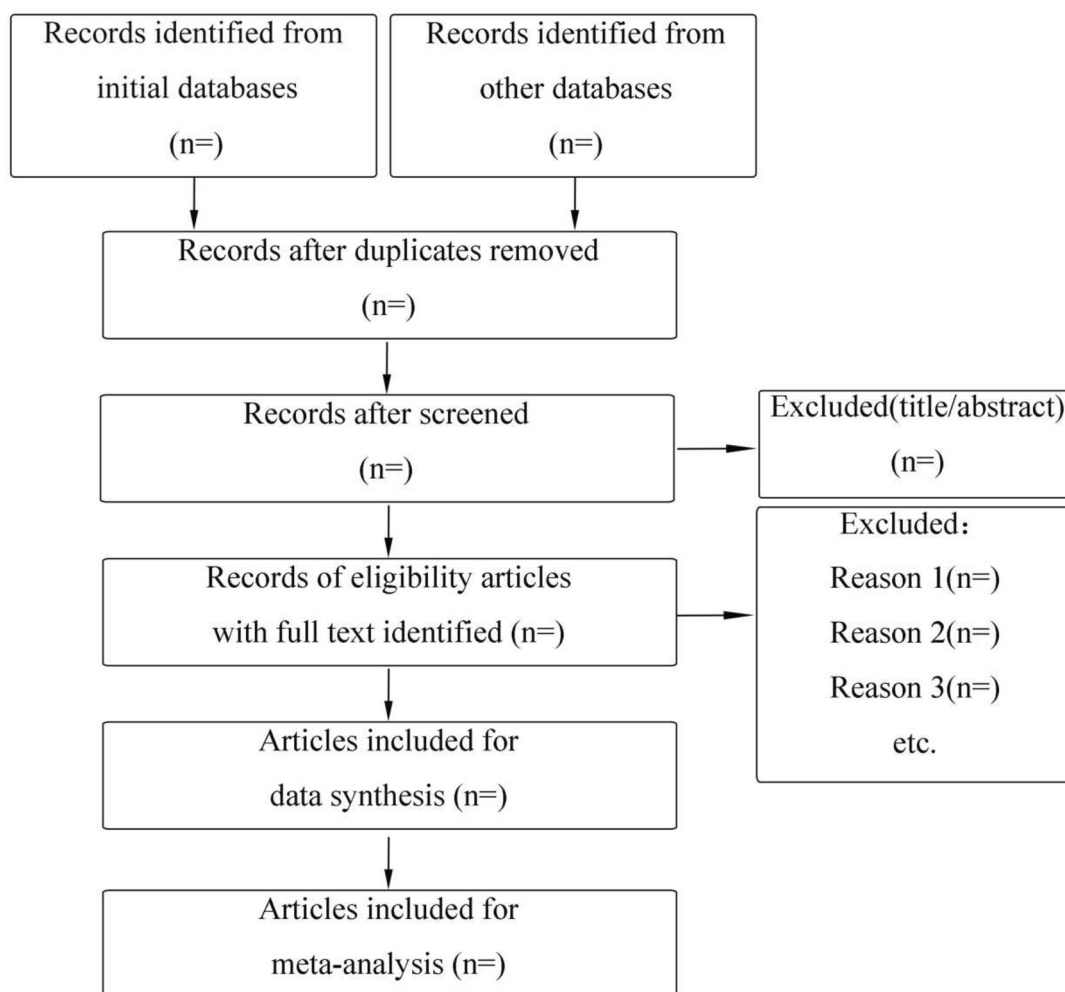 Records identified from
initial databases
(n=)
Records identified from
other databases
(n=)
Records after duplicates removed
(n=)
Records after screened
(n=)
Excluded(title/abstract)
(n=)
Records of eligibility articles
with full text identified (n=)
Excluded：
Reason 1(n=)
Reason 2(n=)
Reason 3(n=)
etc.
Articles included for
data synthesis (n=)
Articles included for
meta-analysis (n=)